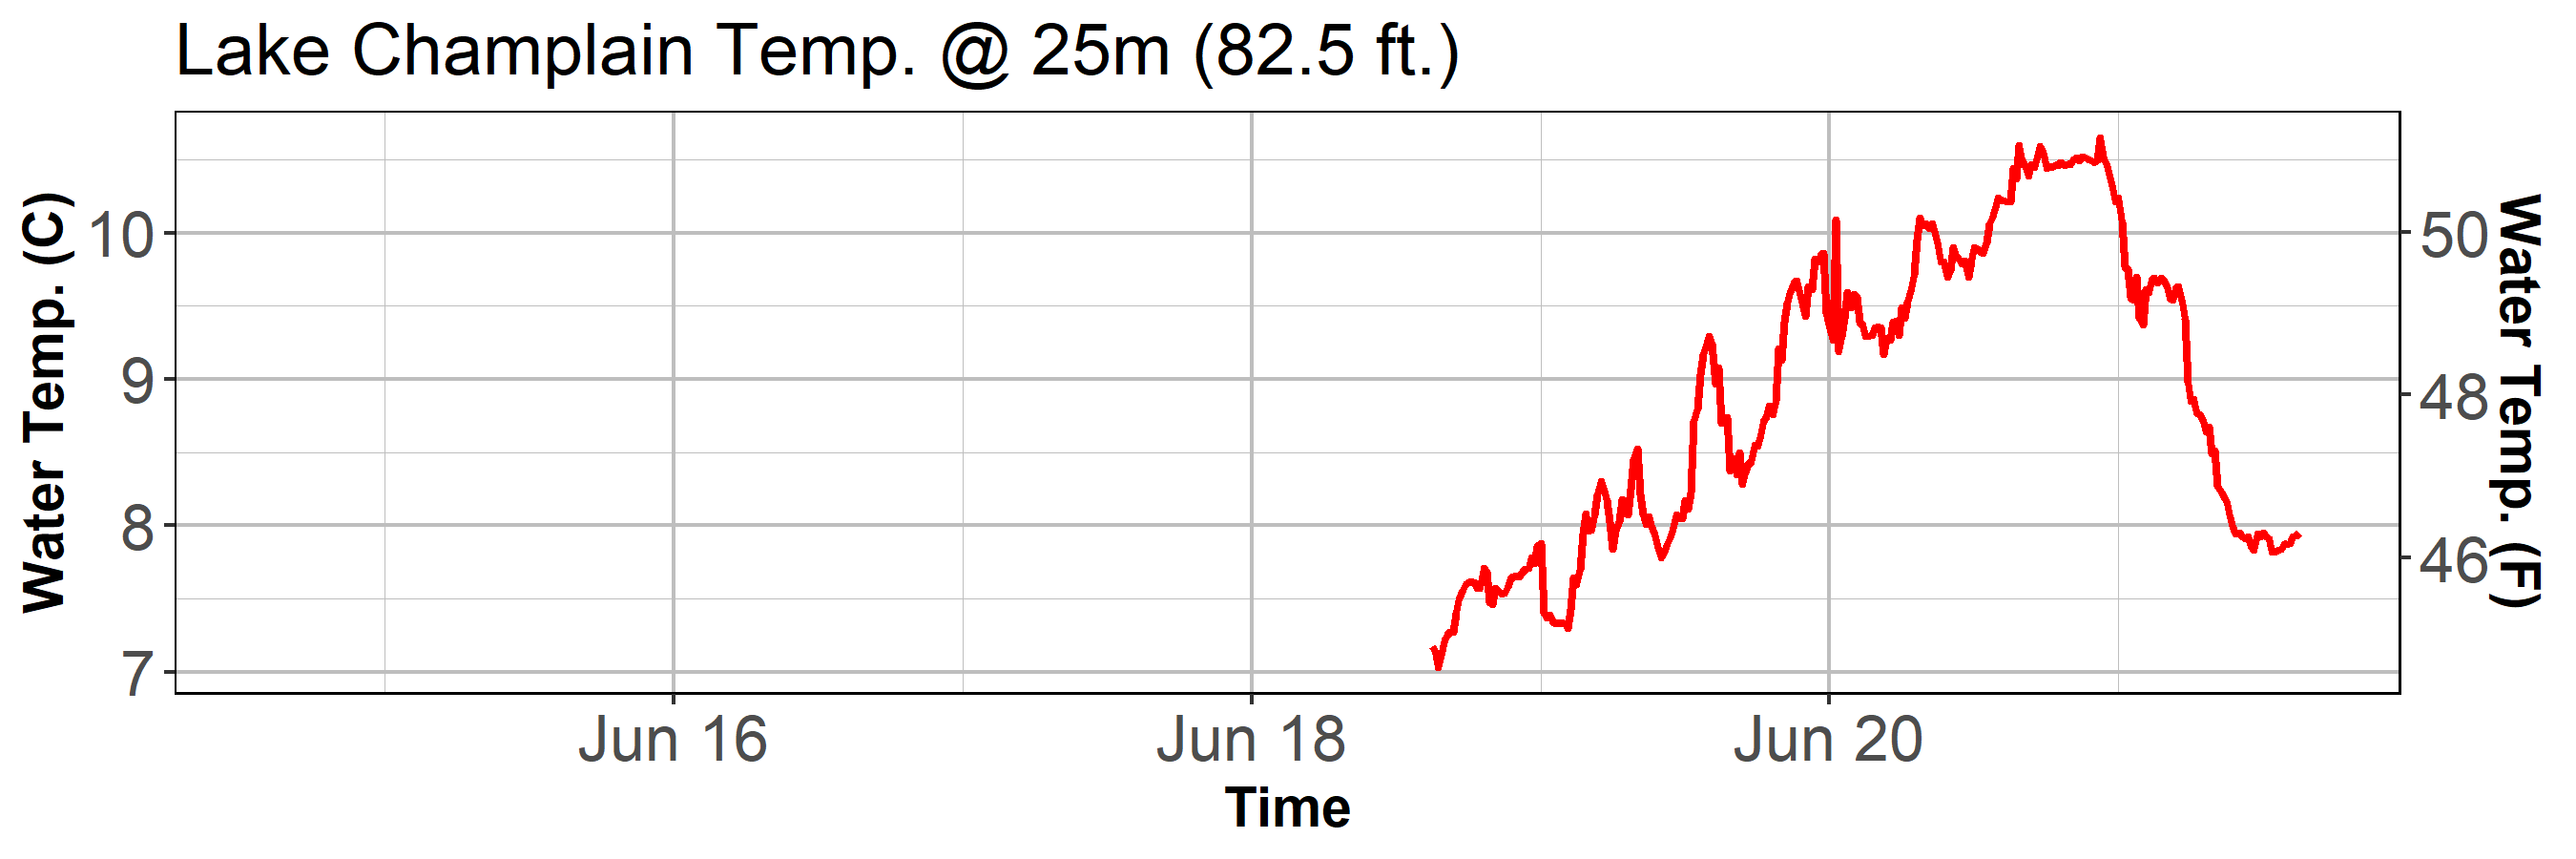 Lake Champlain Temp. @ 25m (82.5 ft.)
Water Temp. (C)
10
9
8
7
50
48
46
Water Temp. (F)
Jun 16
Jun 18
Jun 20
Time